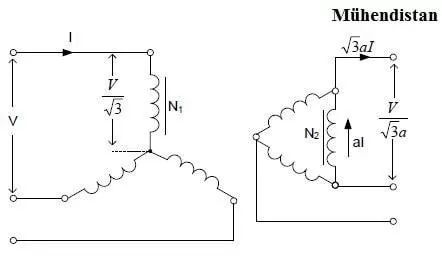 Mühendistan
I
√3aI
V/√3
N₁
V
N₂
aI
V/√3a